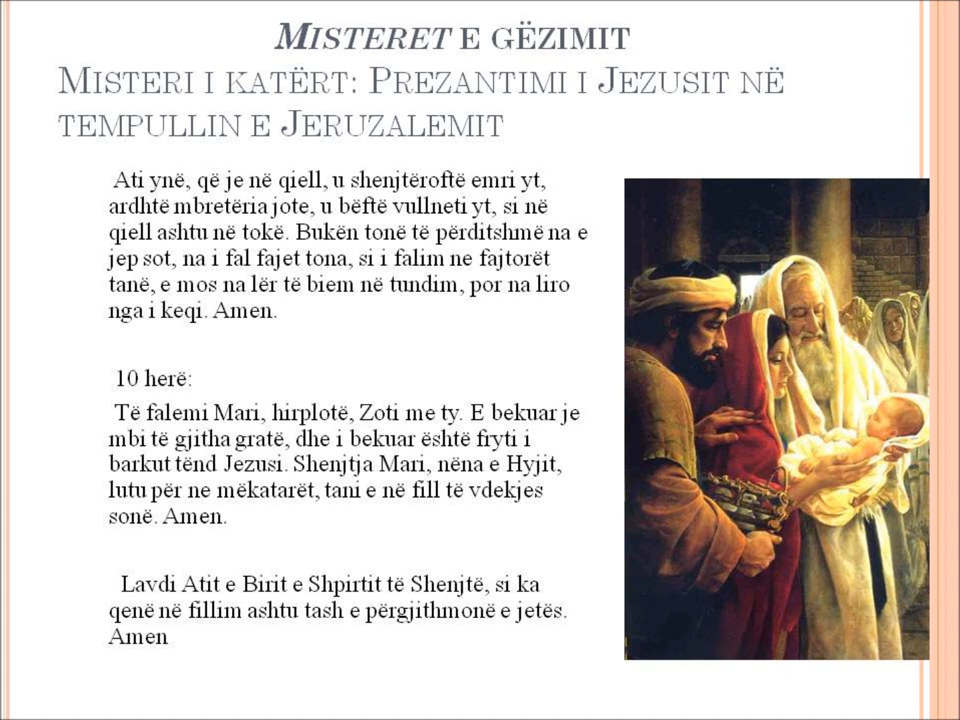 MISTERET E GËZIMIT
MISTERI I KATËRT: PREZANTIMI I JEZUSIT NË
TEMPULLIN E JERUZALEMIT
Ati ynë, që je në qiell, u shenjtëroftë emri yt,
ardhtë mbretëria jote, u bëftë vullneti yt, si në
qiell ashtu në tokë. Bukën tonë të përditshmë na e
jep sot, na i fal fajet tona, si i falim ne fajtorët
tanë, e mos na lër të biem në tundim, por na liro
nga i keqi. Amen.
10 herë:
Të falemi Mari, hirplotë, Zoti me ty. E bekuar je
mbi të gjitha gratë, dhe i bekuar është fryti i
barkut tënd Jezusi. Shenjtja Mari, nëna e Hyjit,
lutu për ne mëkatarët, tani e në fill të vdekjes
sonë. Amen.
Lavdi Atit e Birit e Shpirtit të Shenjtë, si ka
qenë në fillim ashtu tash e përgjithmonë e jetës.
Amen